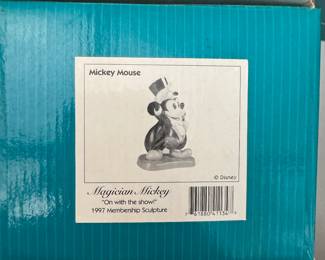 Mickey Mouse
© Disney
Magician Mickey
"On with the show!"
1997 Membership Sculpture